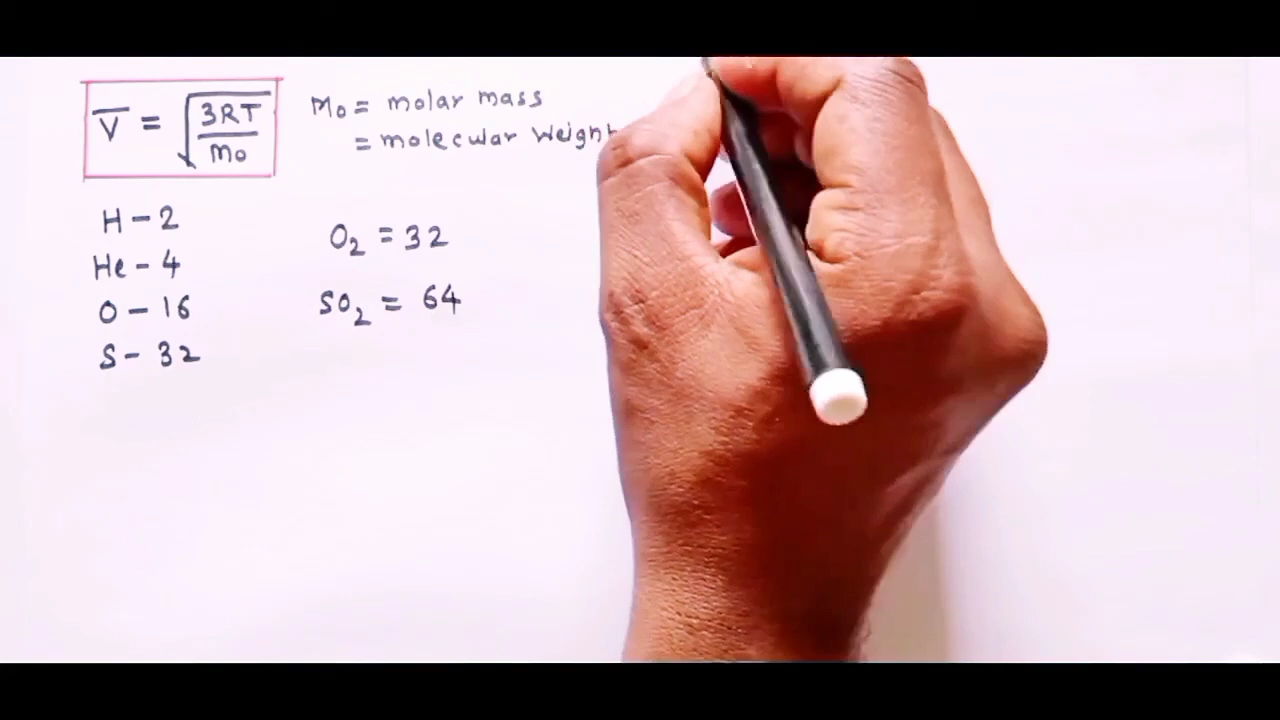 V̅ = √(3RT/Mo)
Mo = molar mass
= molecular weight
H - 2
He - 4
O - 16
S - 32
O₂ = 32
SO₂ = 64